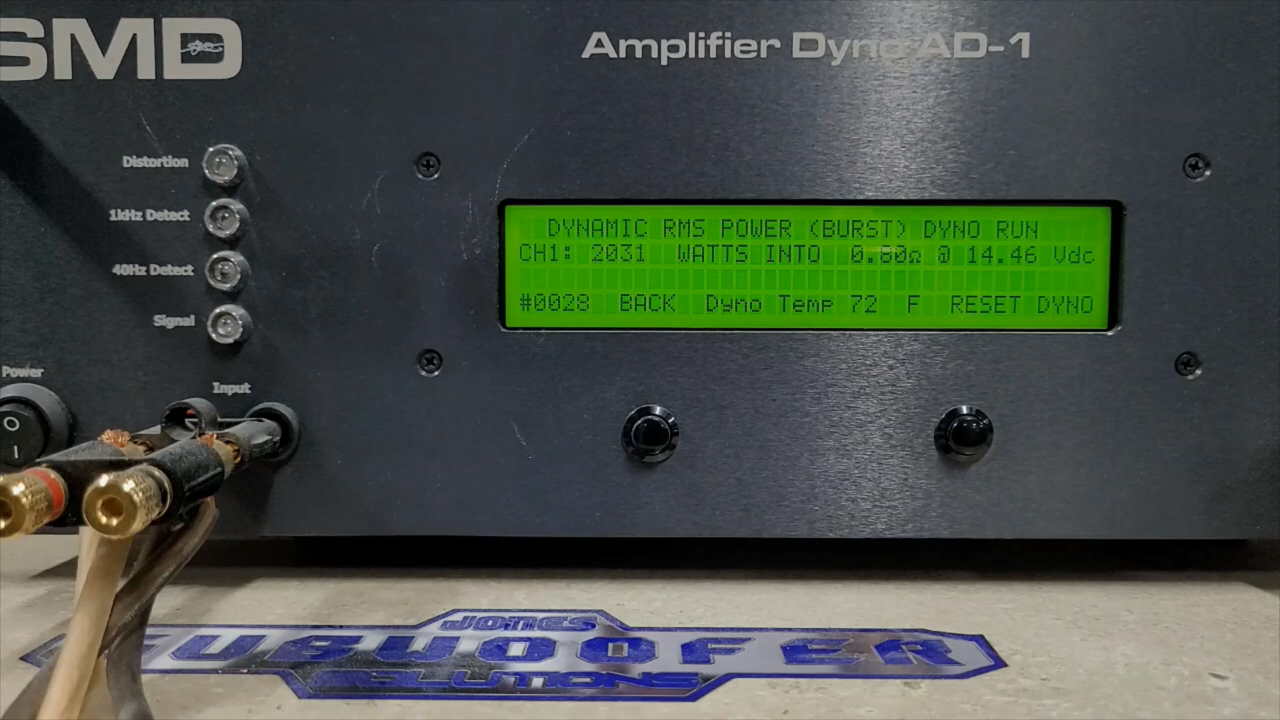 SMD
Amplifier Dyno AD-1
Distortion
1kHz Detect
40Hz Detect
Signal
Power
Input
O
I
DYNAMIC RMS POWER (BURST) DYNO RUN
CH1: 2031 WATTS INTO 0.80Ω @ 14.46 Vdc
#0028 BACK Dyno Temp 72 F RESET DYNO
JONES
SUBWOOFER
SOLUTIONS